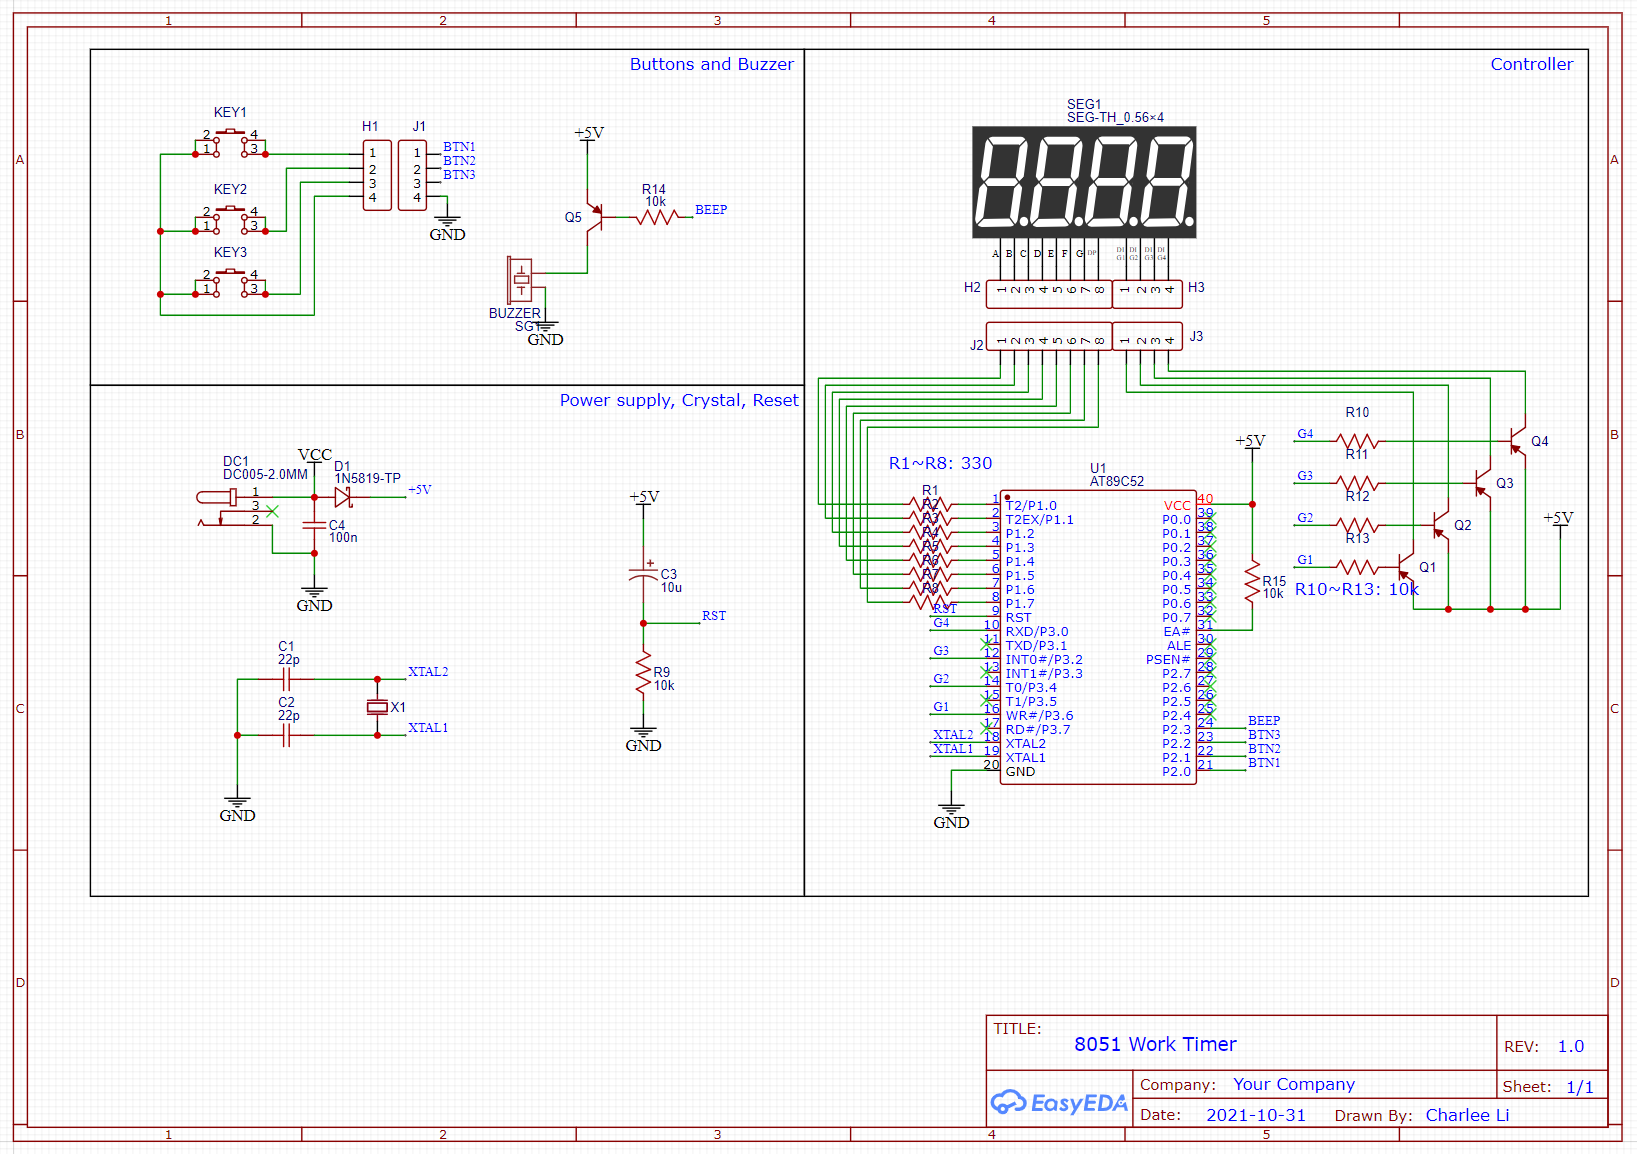 1 2 3 4 5
A
B
C
D
A
B
C
D
Buttons and Buzzer
KEY1
2 4
1 3
KEY2
2 4
1 3
KEY3
2 4
1 3
H1
1
2
3
4
J1
1
2
3
4
BTN1
BTN2
BTN3
GND
+5V
Q5
R14
10k
BEEP
BUZZER
SG1
GND
Power supply, Crystal, Reset
DC1
DC005-2.0MM
1
3
2
VCC
D1
1N5819-TP
+5V
C4
100n
GND
C1
22p
C2
22p
XTAL2
X1
XTAL1
GND
+5V
+
C3
10u
RST
R9
10k
GND
Controller
SEG1
SEG-TH_0.56×4
A B C D E F G DP
H2 1 2 3 4 5 6 7 8 1 2 3 4 H3
J2 1 2 3 4 5 6 7 8 1 2 3 4 J3
R1~R8: 330
R1
R2
R3
R4
R5
R6
R7
R8
RST
G4
G3
G2
G1
XTAL2
XTAL1
GND
U1
AT89C52
1 T2/P1.0
2 T2EX/P1.1
3 P1.2
4 P1.3
5 P1.4
6 P1.5
7 P1.6
8 P1.7
9 RST
10 RXD/P3.0
11 TXD/P3.1
12 INT0#/P3.2
13 INT1#/P3.3
14 T0/P3.4
15 T1/P3.5
16 WR#/P3.6
17 RD#/P3.7
18 XTAL2
19 XTAL1
20 GND
VCC 40
P0.0 39
P0.1 38
P0.2 37
P0.3 36
P0.4 35
P0.5 34
P0.6 33
P0.7 32
EA# 31
ALE 30
PSEN# 29
P2.7 28
P2.6 27
P2.5 26
P2.4 25
P2.3 24
P2.2 23
P2.1 22
P2.0 21
BEEP
BTN3
BTN2
BTN1
+5V
R15
10k
G4
R10
Q4
G3
R11
Q3
G2
R12
Q2
G1
R13
Q1
R10~R13: 10k
+5V
TITLE:
8051 Work Timer
REV: 1.0
EasyEDA
Company: Your Company
Sheet: 1/1
Date: 2021-10-31 Drawn By: Charlee Li
1 2 3 4 5